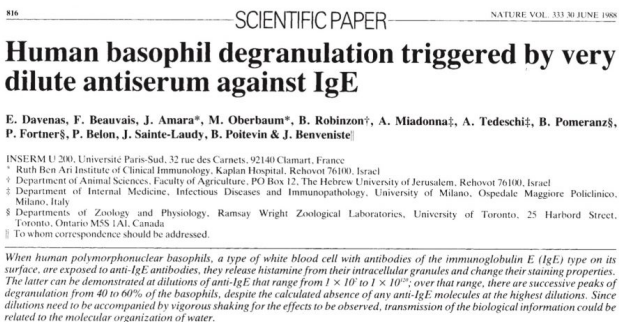 816
SCIENTIFIC PAPER
NATURE VOL. 333 30 JUNE 1988
Human basophil degranulation triggered by very
dilute antiserum against IgE
E. Davenas, F. Beauvais, J. Amara*, M. Oberbaum*, B. Robinzon†, A. Miadonna‡, A. Tedeschi‡, B. Pomeranz§,
P. Fortner§, P. Belon, J. Sainte-Laudy, B. Poitevin & J. Benveniste‖
INSERM U 200, Université Paris-Sud, 32 rue des Carnets, 92140 Clamart, France
* Ruth Ben Ari Institute of Clinical Immunology, Kaplan Hospital, Rehovot 76100, Israel
† Department of Animal Sciences, Faculty of Agriculture, PO Box 12, The Hebrew University of Jerusalem, Rehovot 76100, Israel
‡ Department of Internal Medicine, Infectious Diseases and Immunopathology, University of Milano, Ospedale Maggiore Policlinico,
Milano, Italy
§ Departments of Zoology and Physiology, Ramsay Wright Zoological Laboratories, University of Toronto, 25 Harbord Street,
Toronto, Ontario M5S 1A1, Canada
‖ To whom correspondence should be addressed.
When human polymorphonuclear basophils, a type of white blood cell with antibodies of the immunoglobulin E (IgE) type on its
surface, are exposed to anti-IgE antibodies, they release histamine from their intracellular granules and change their staining properties.
The latter can be demonstrated at dilutions of anti-IgE that range from 1 × 10² to 1 × 10¹²⁰; over that range, there are successive peaks of
degranulation from 40 to 60% of the basophils, despite the calculated absence of any anti-IgE molecules at the highest dilutions. Since
dilutions need to be accompanied by vigorous shaking for the effects to be observed, transmission of the biological information could be
related to the molecular organization of water.